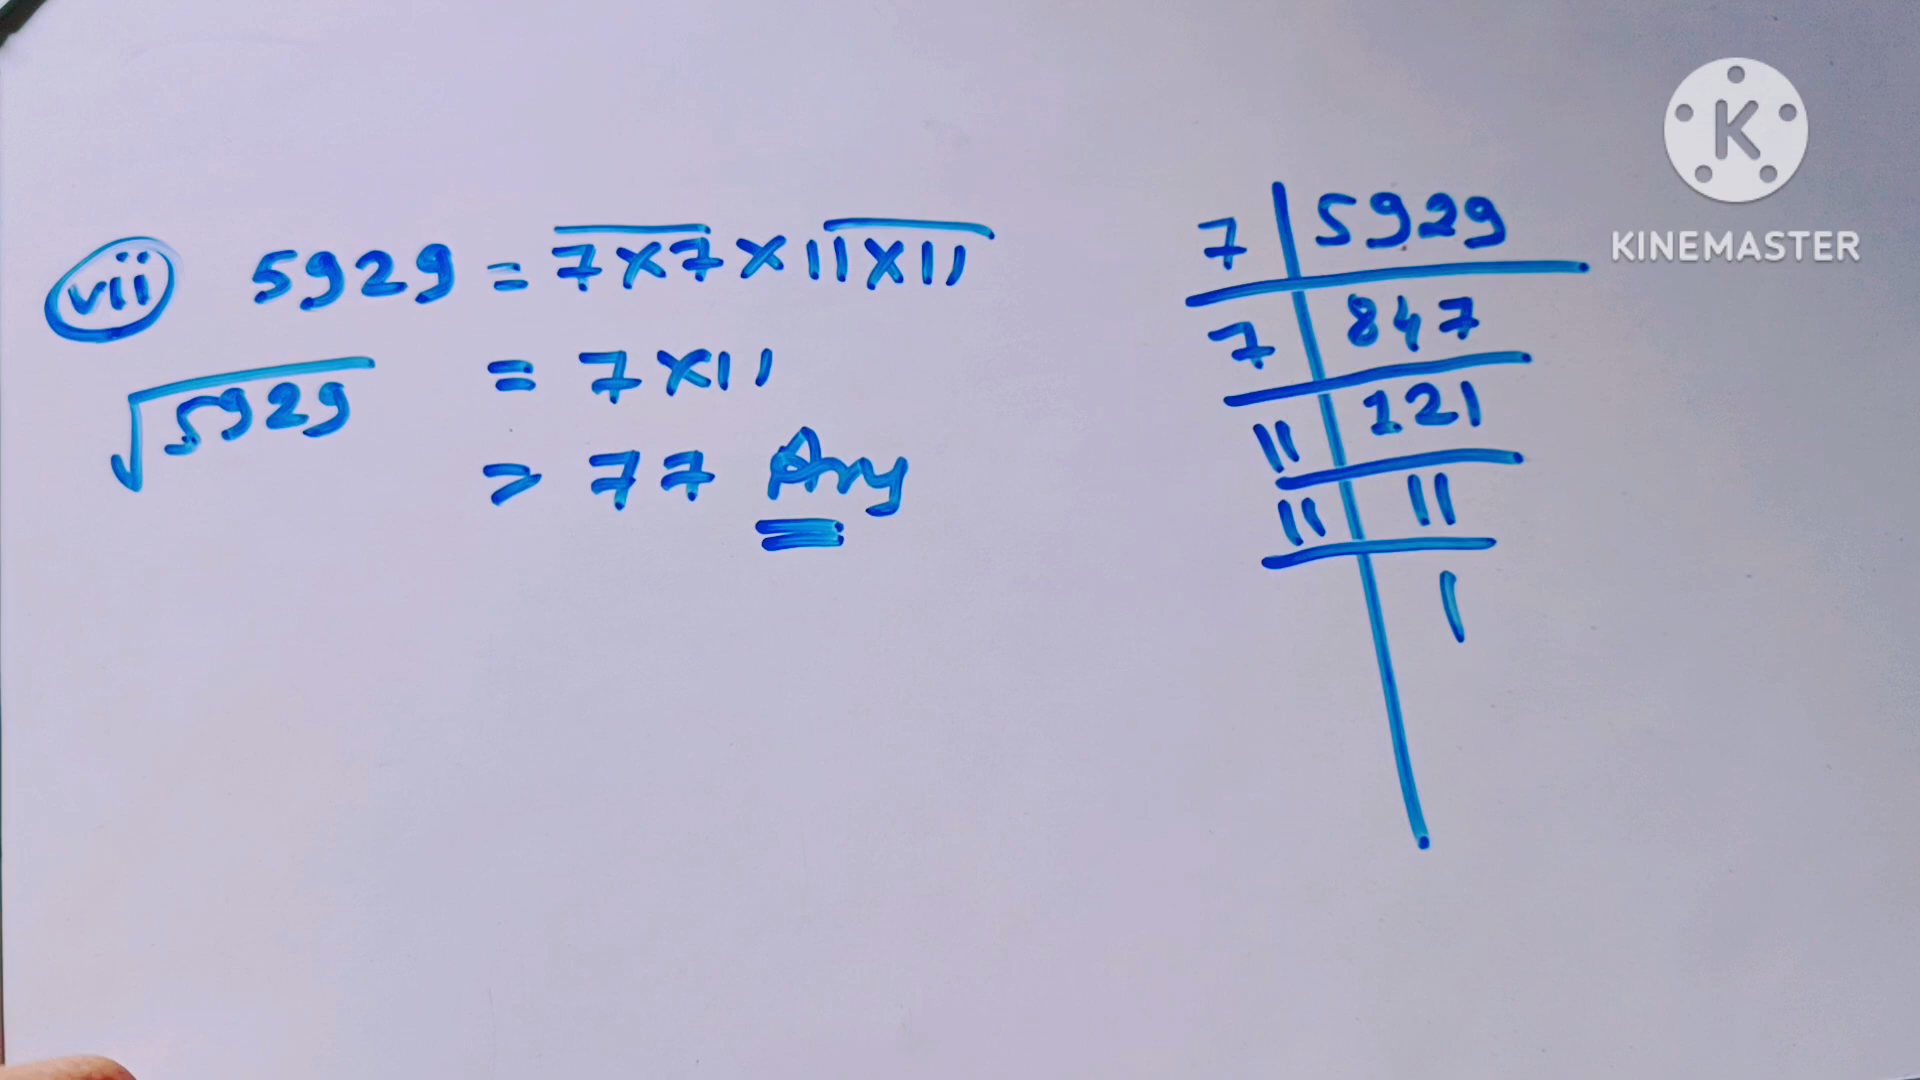 vii 5929 = 7×7×11×11
√5929 = 7×11
= 77 Ans
7 | 5929
7 | 847
11 | 121
11 | 11
| 1
K
KINEMASTER